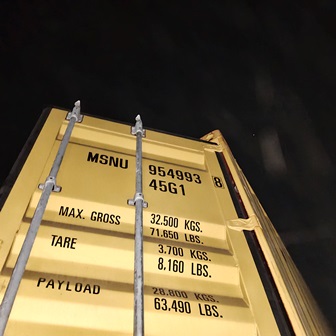 MSNU 954993 8
45G1
MAX. GROSS 32.500 KGS.
71.650 LBS.
TARE 3.700 KGS.
8,160 LBS.
PAYLOAD 28.800 KGS.
63.490 LBS.